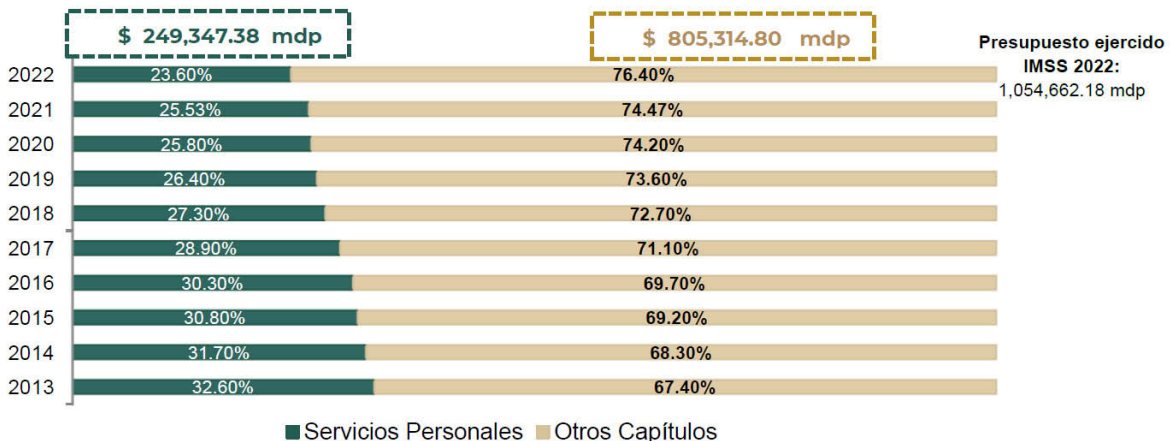 $ 249,347.38 mdp
$ 805,314.80 mdp
Presupuesto ejercido
IMSS 2022:
1,054,662.18 mdp
2022 23.60% 76.40%
2021 25.53% 74.47%
2020 25.80% 74.20%
2019 26.40% 73.60%
2018 27.30% 72.70%
2017 28.90% 71.10%
2016 30.30% 69.70%
2015 30.80% 69.20%
2014 31.70% 68.30%
2013 32.60% 67.40%
Servicios Personales Otros Capítulos